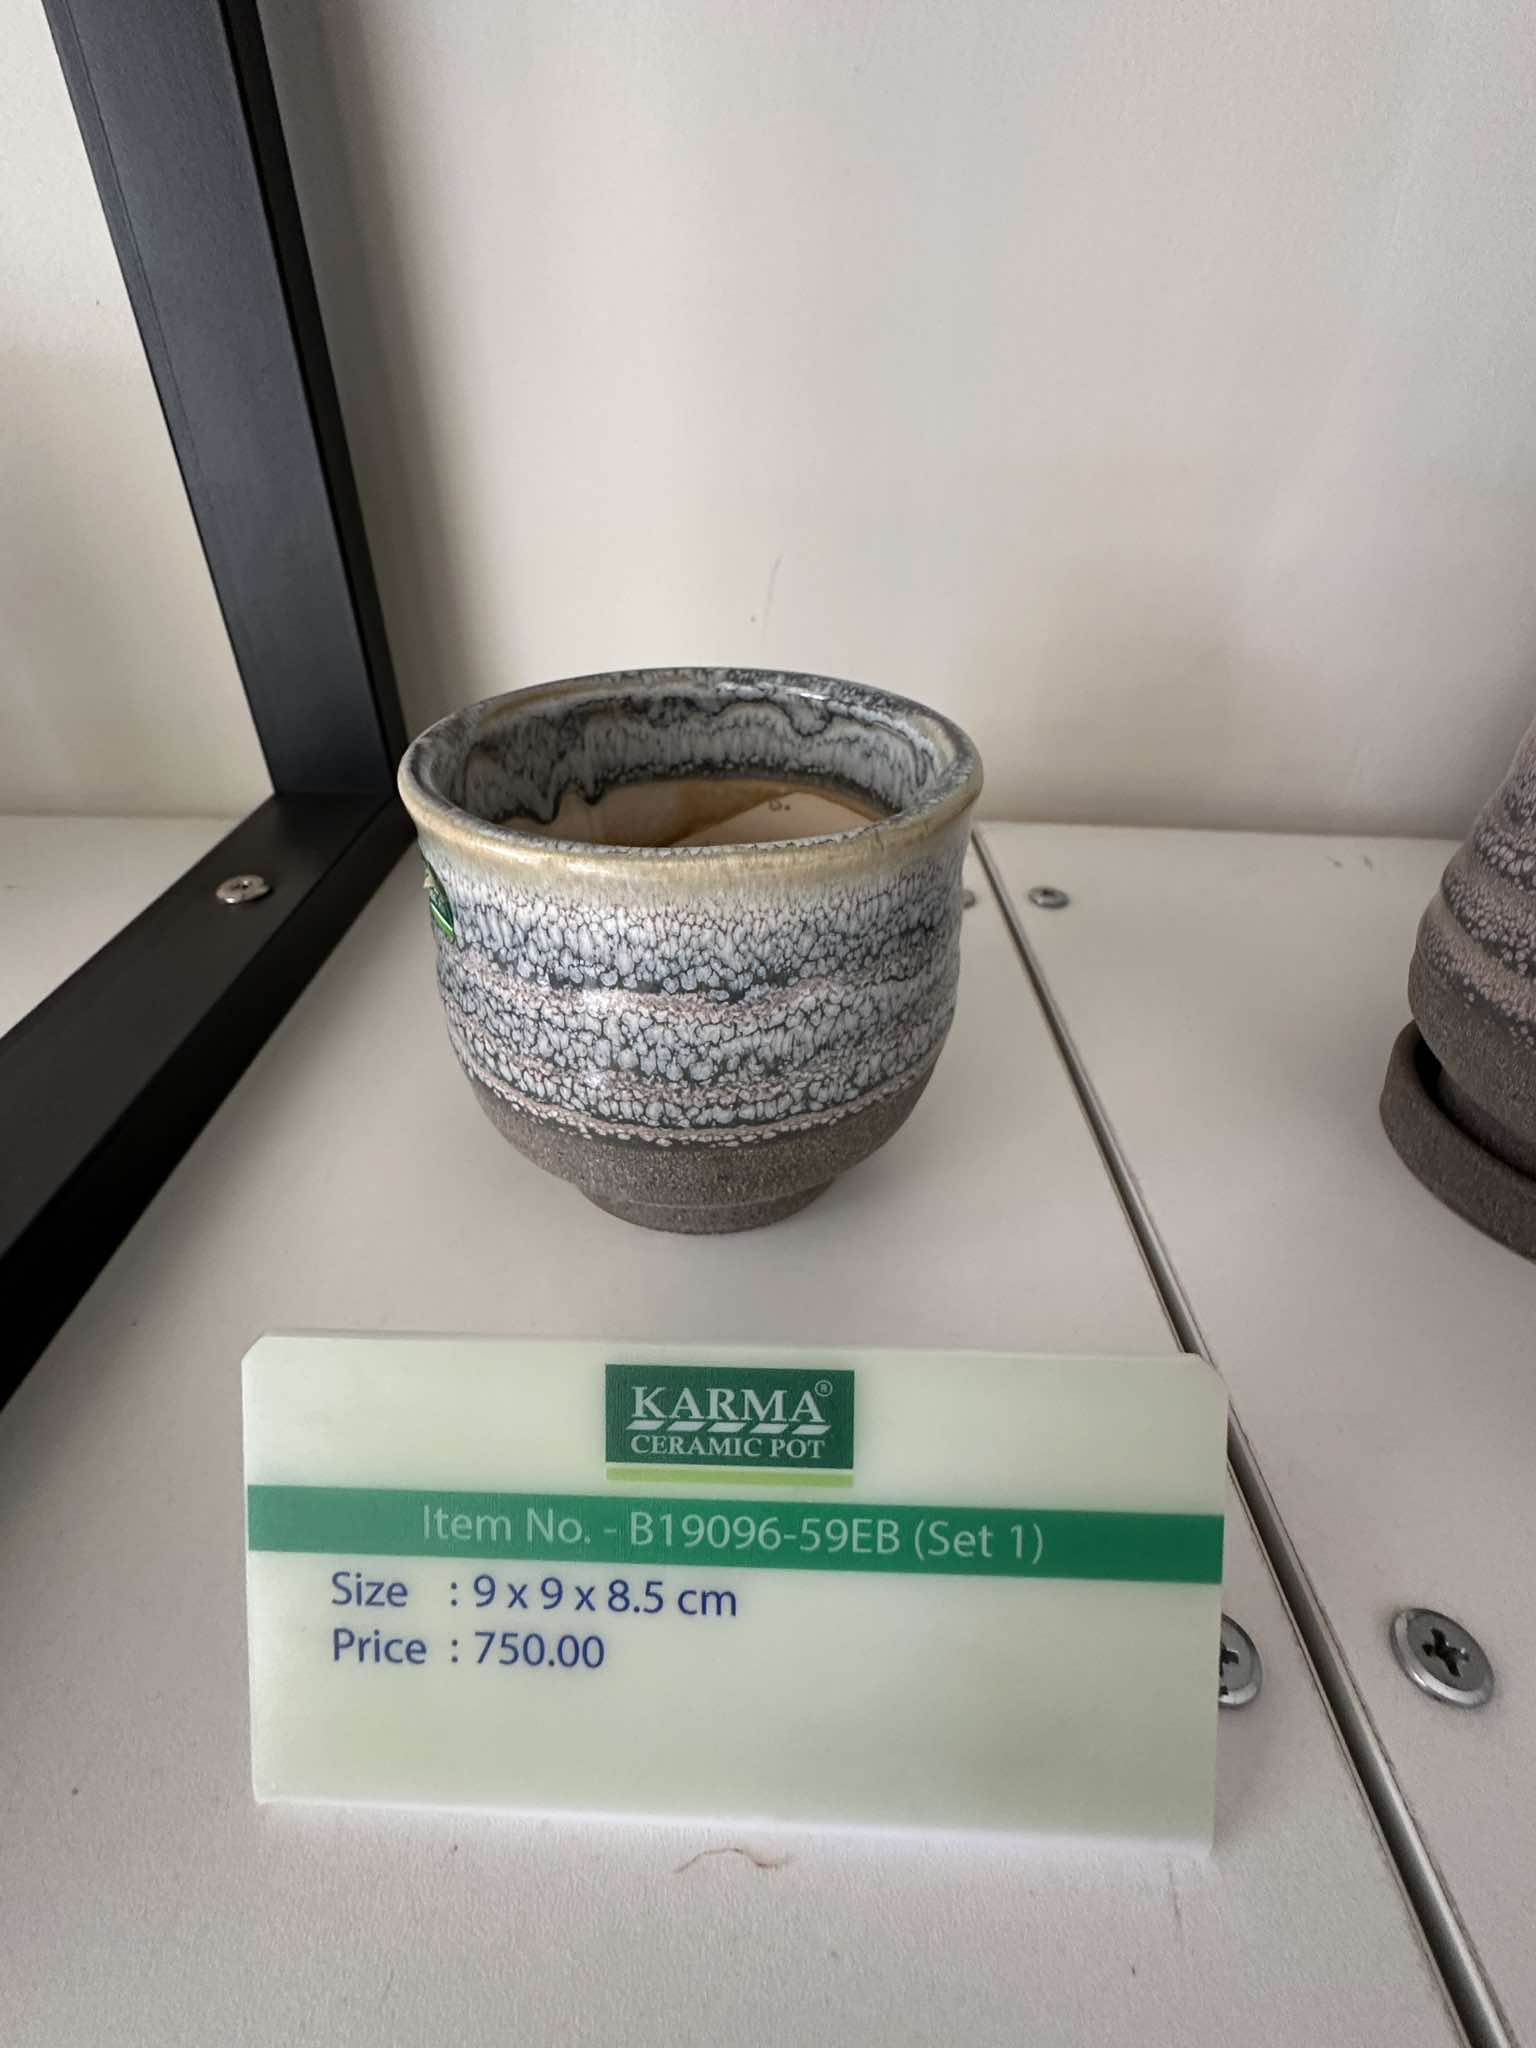 KARMA®
CERAMIC POT
Item No. - B19096-59EB (Set 1)
Size : 9 x 9 x 8.5 cm
Price : 750.00